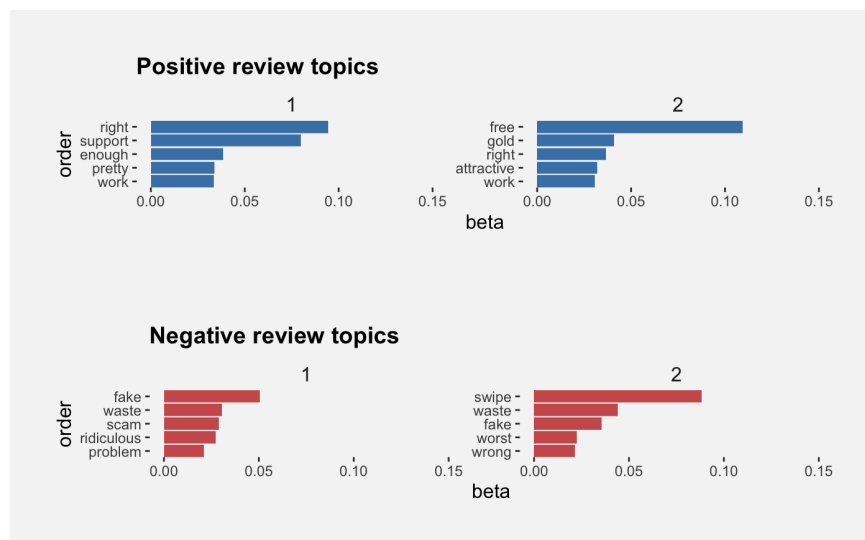 Positive review topics
1 2
order
right
support
enough
pretty
work
0.00 0.05 0.10 0.15
free
gold
right
attractive
work
0.00 0.05 0.10 0.15
beta
Negative review topics
1 2
order
fake
waste
scam
ridiculous
problem
0.00 0.05 0.10 0.15
swipe
waste
fake
worst
wrong
0.00 0.05 0.10 0.15
beta